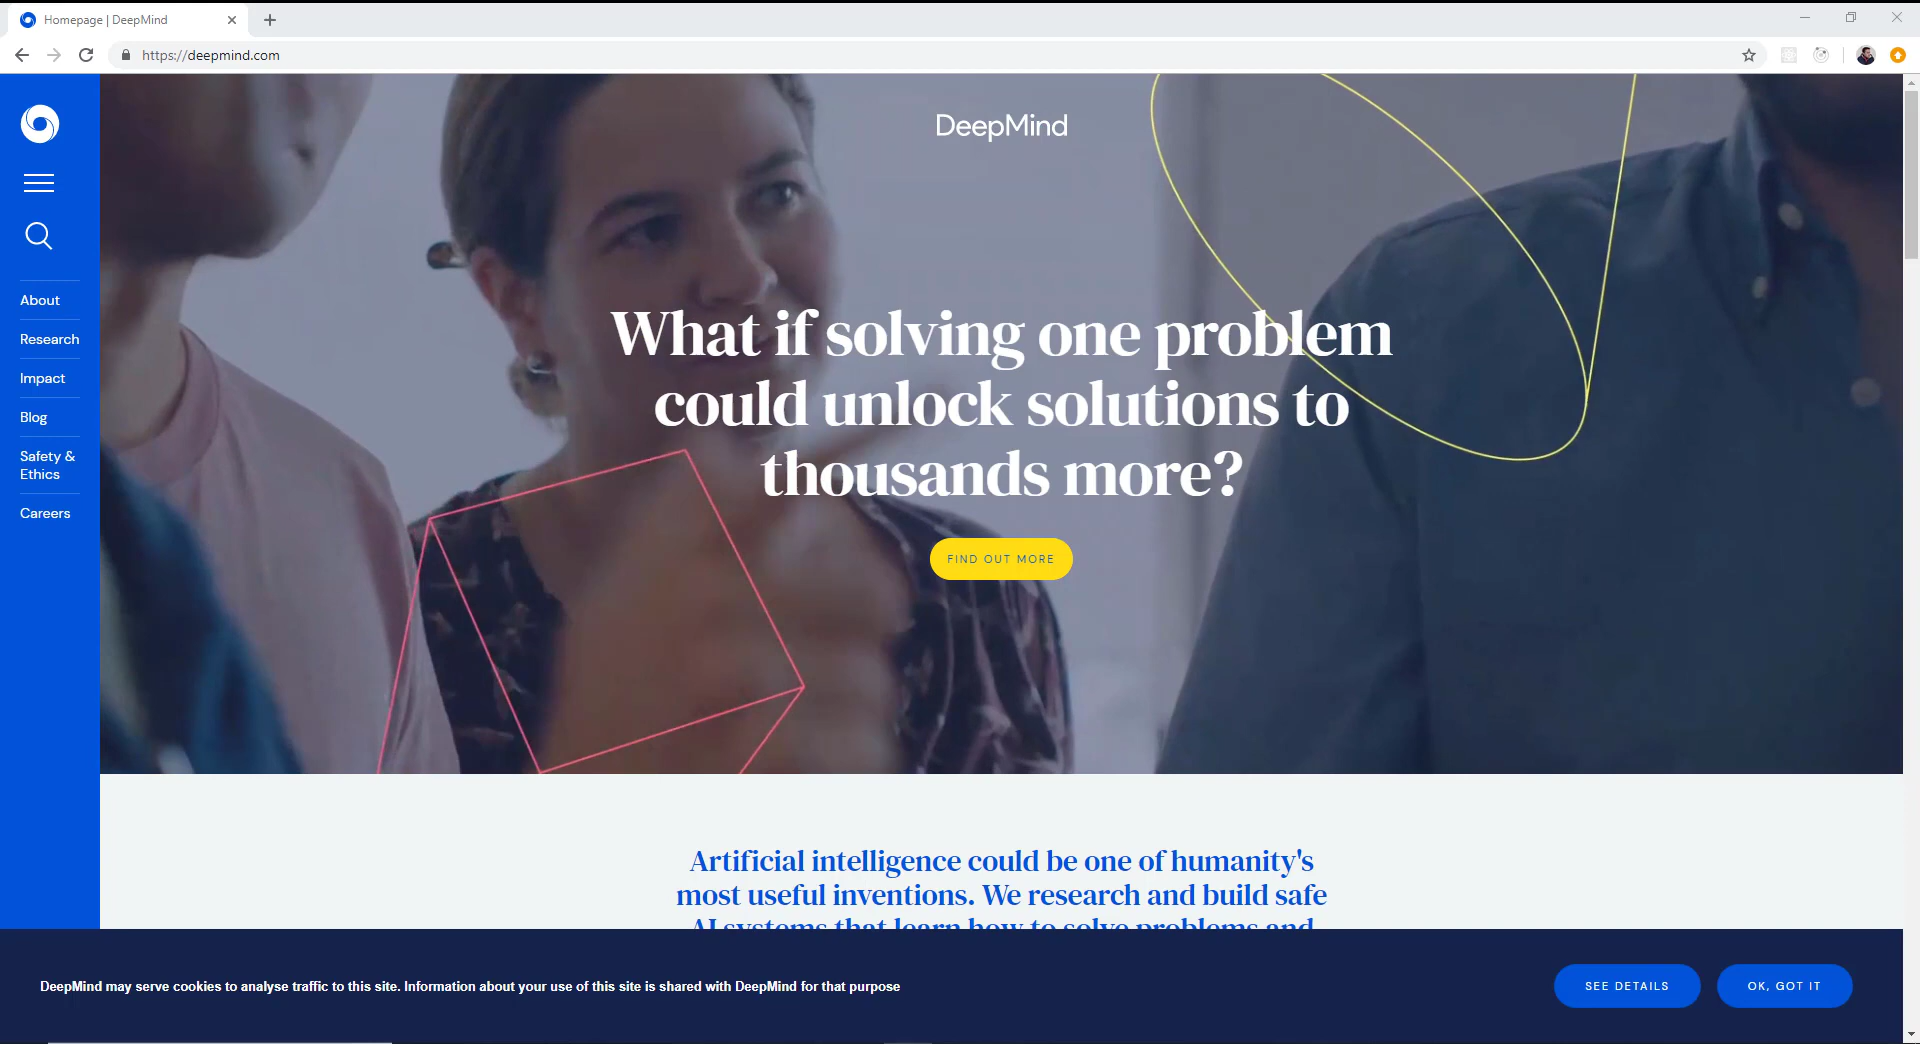 Homepage | DeepMind
https://deepmind.com
DeepMind
About
Research
Impact
Blog
Safety &
Ethics
Careers
What if solving one problem
could unlock solutions to
thousands more?
FIND OUT MORE
Artificial intelligence could be one of humanity's
most useful inventions. We research and build safe
AI systems that learn how to solve problems and
DeepMind may serve cookies to analyse traffic to this site. Information about your use of this site is shared with DeepMind for that purpose
SEE DETAILS
OK, GOT IT